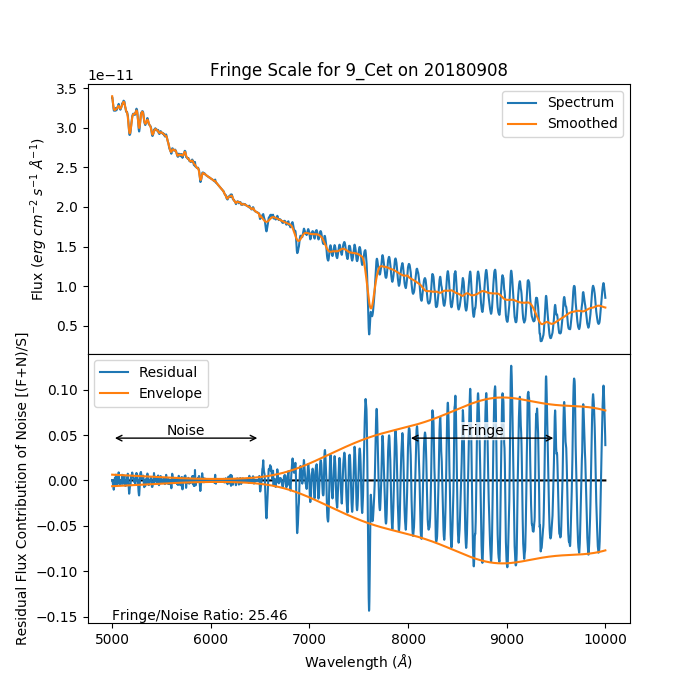 Fringe Scale for 9_Cet on 20180908
1e−11
3.5
3.0
2.5
2.0
1.5
1.0
0.5
Flux (erg cm⁻² s⁻¹ Å⁻¹)
Spectrum
Smoothed
Residual
Envelope
0.10
0.05
0.00
−0.05
−0.10
−0.15
Residual Flux Contribution of Noise [(F+N)/S]
Noise
Fringe
Fringe/Noise Ratio: 25.46
5000 6000 7000 8000 9000 10000
Wavelength (Å)